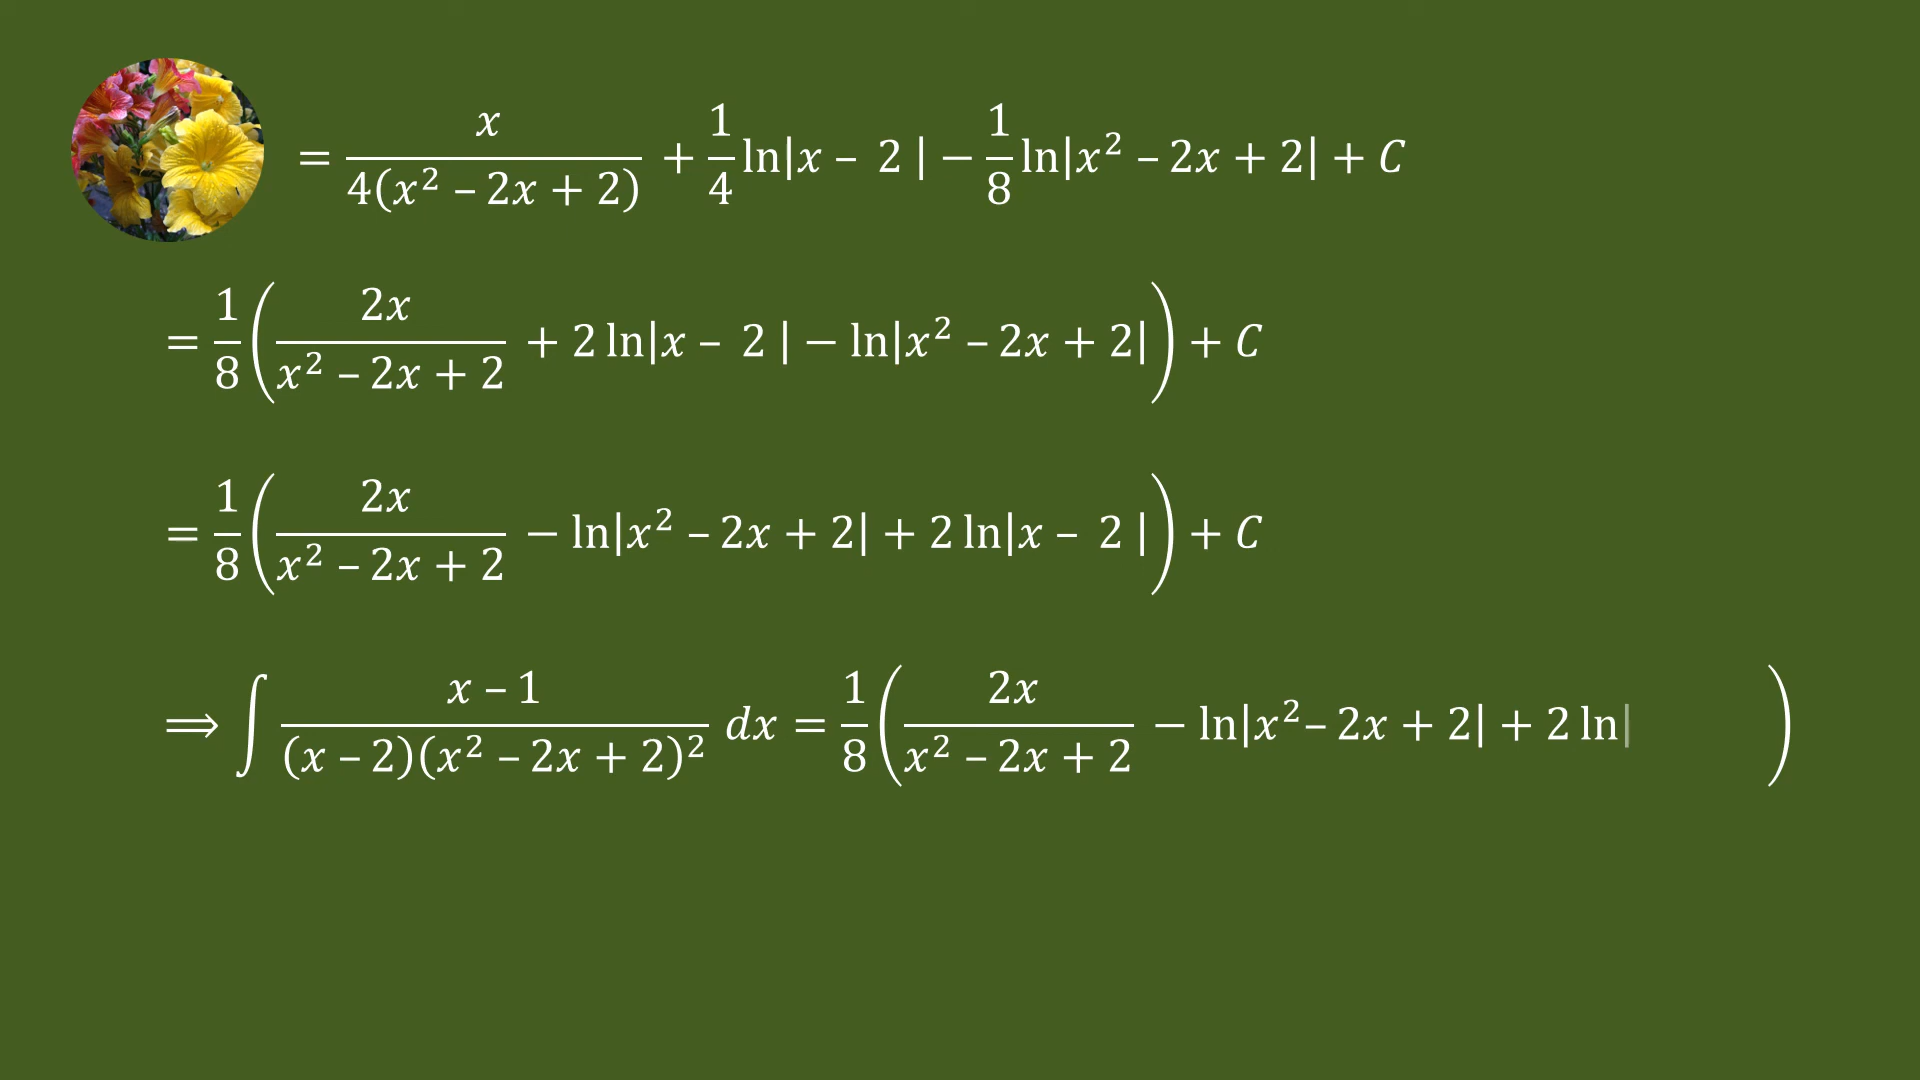 = x / 4(x² – 2x + 2) + 1/4 ln|x – 2 | − 1/8 ln|x² – 2x + 2| + C
= 1/8 ( 2x / x² – 2x + 2 + 2 ln|x – 2 | − ln|x² – 2x + 2| ) + C
= 1/8 ( 2x / x² – 2x + 2 − ln|x² – 2x + 2| + 2 ln|x – 2 | ) + C
⟹ ∫ x – 1 / (x – 2)(x² – 2x + 2)² dx = 1/8 ( 2x / x² – 2x + 2 − ln|x² – 2x + 2| + 2 ln| )